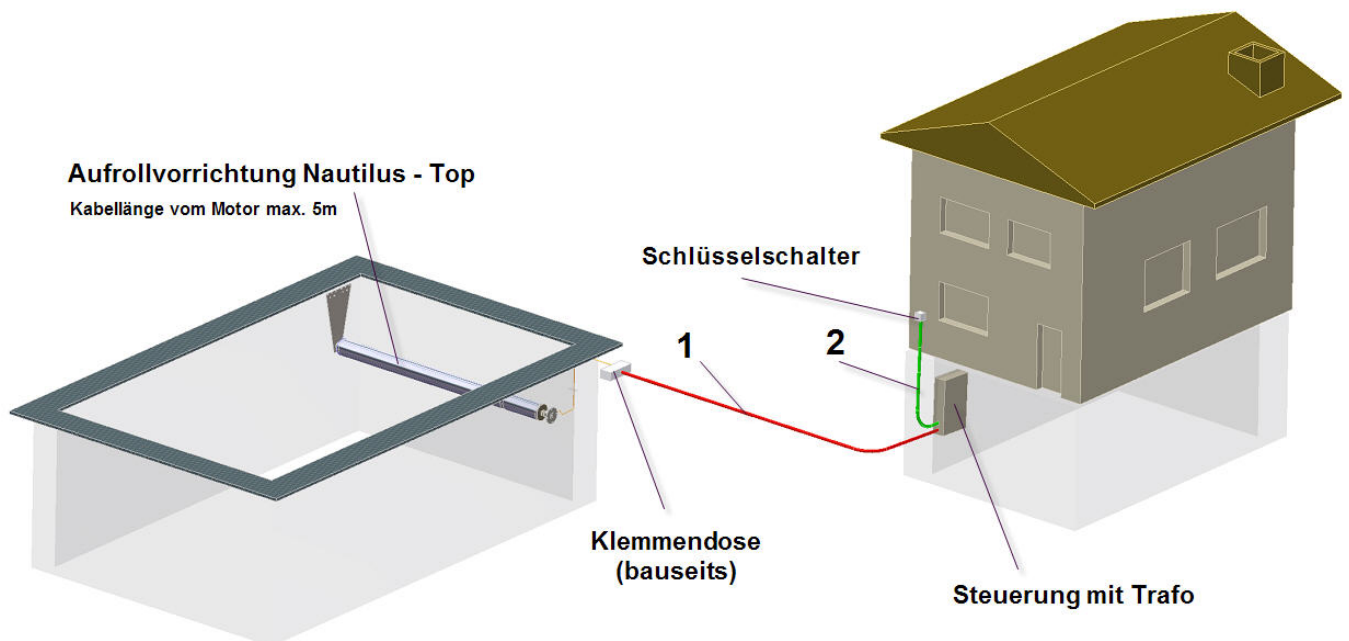 Aufrollvorrichtung Nautilus - Top
Kabellänge vom Motor max. 5m
Schlüsselschalter
1
2
Klemmendose
(bauseits)
Steuerung mit Trafo